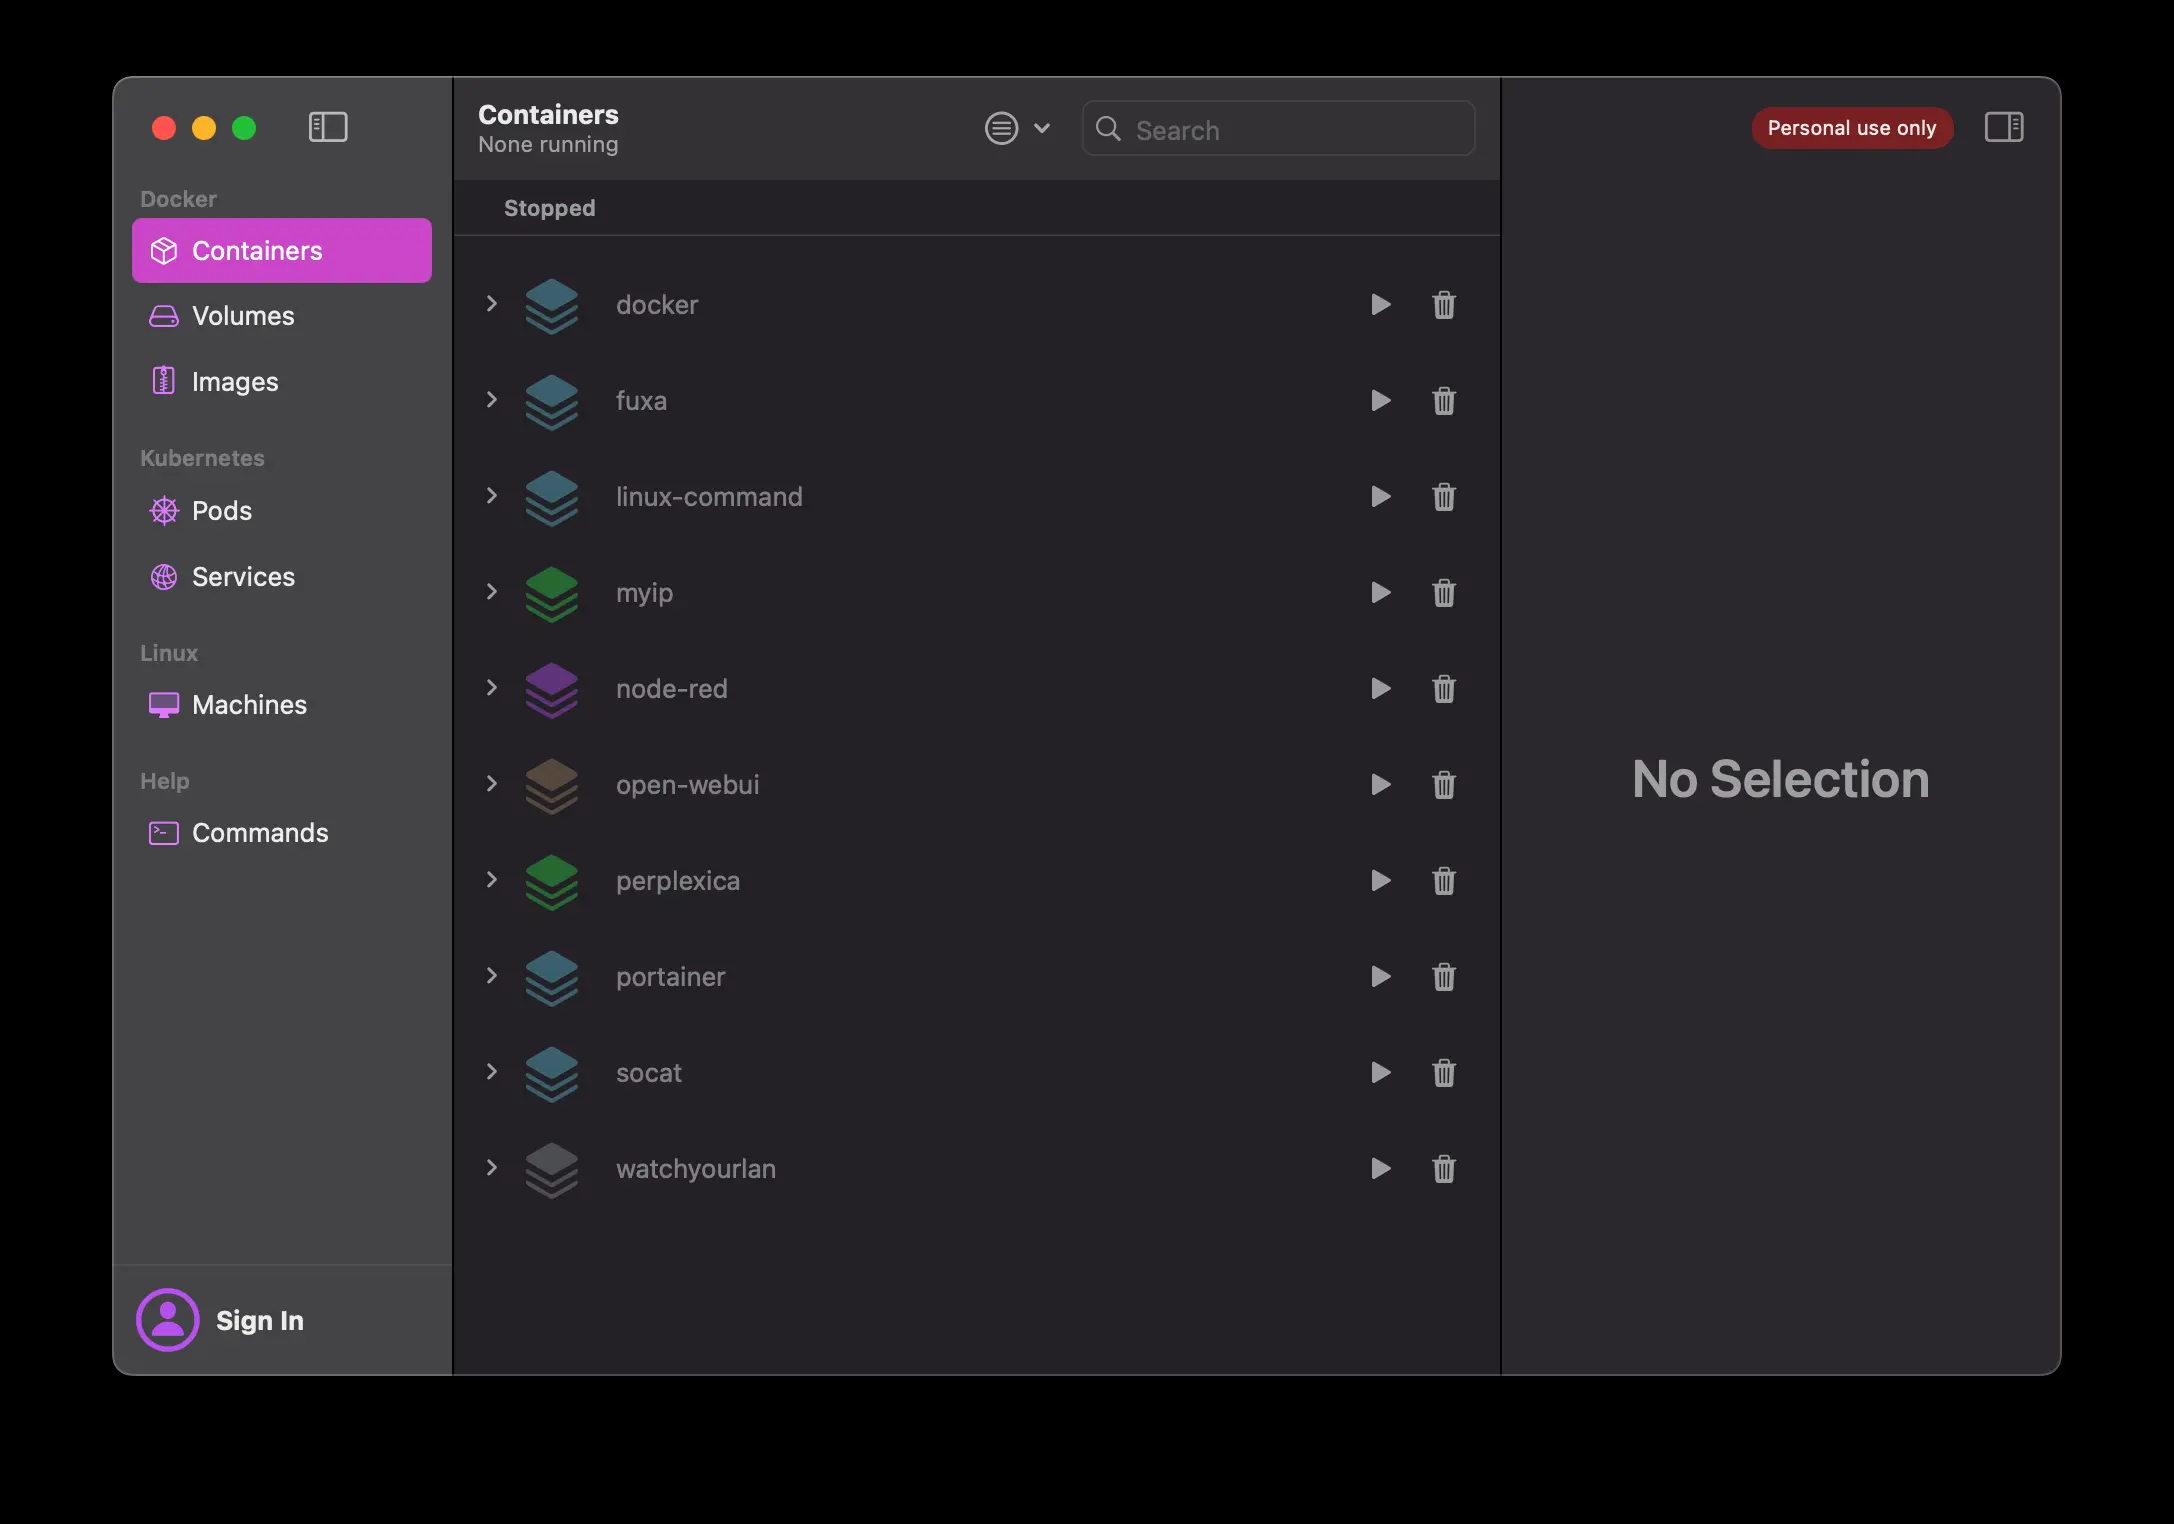 Docker
Containers
Volumes
Images
Kubernetes
Pods
Services
Linux
Machines
Help
Commands
Sign In
Containers
None running
Search
Stopped
docker
fuxa
linux-command
myip
node-red
open-webui
perplexica
portainer
socat
watchyourlan
Personal use only
No Selection